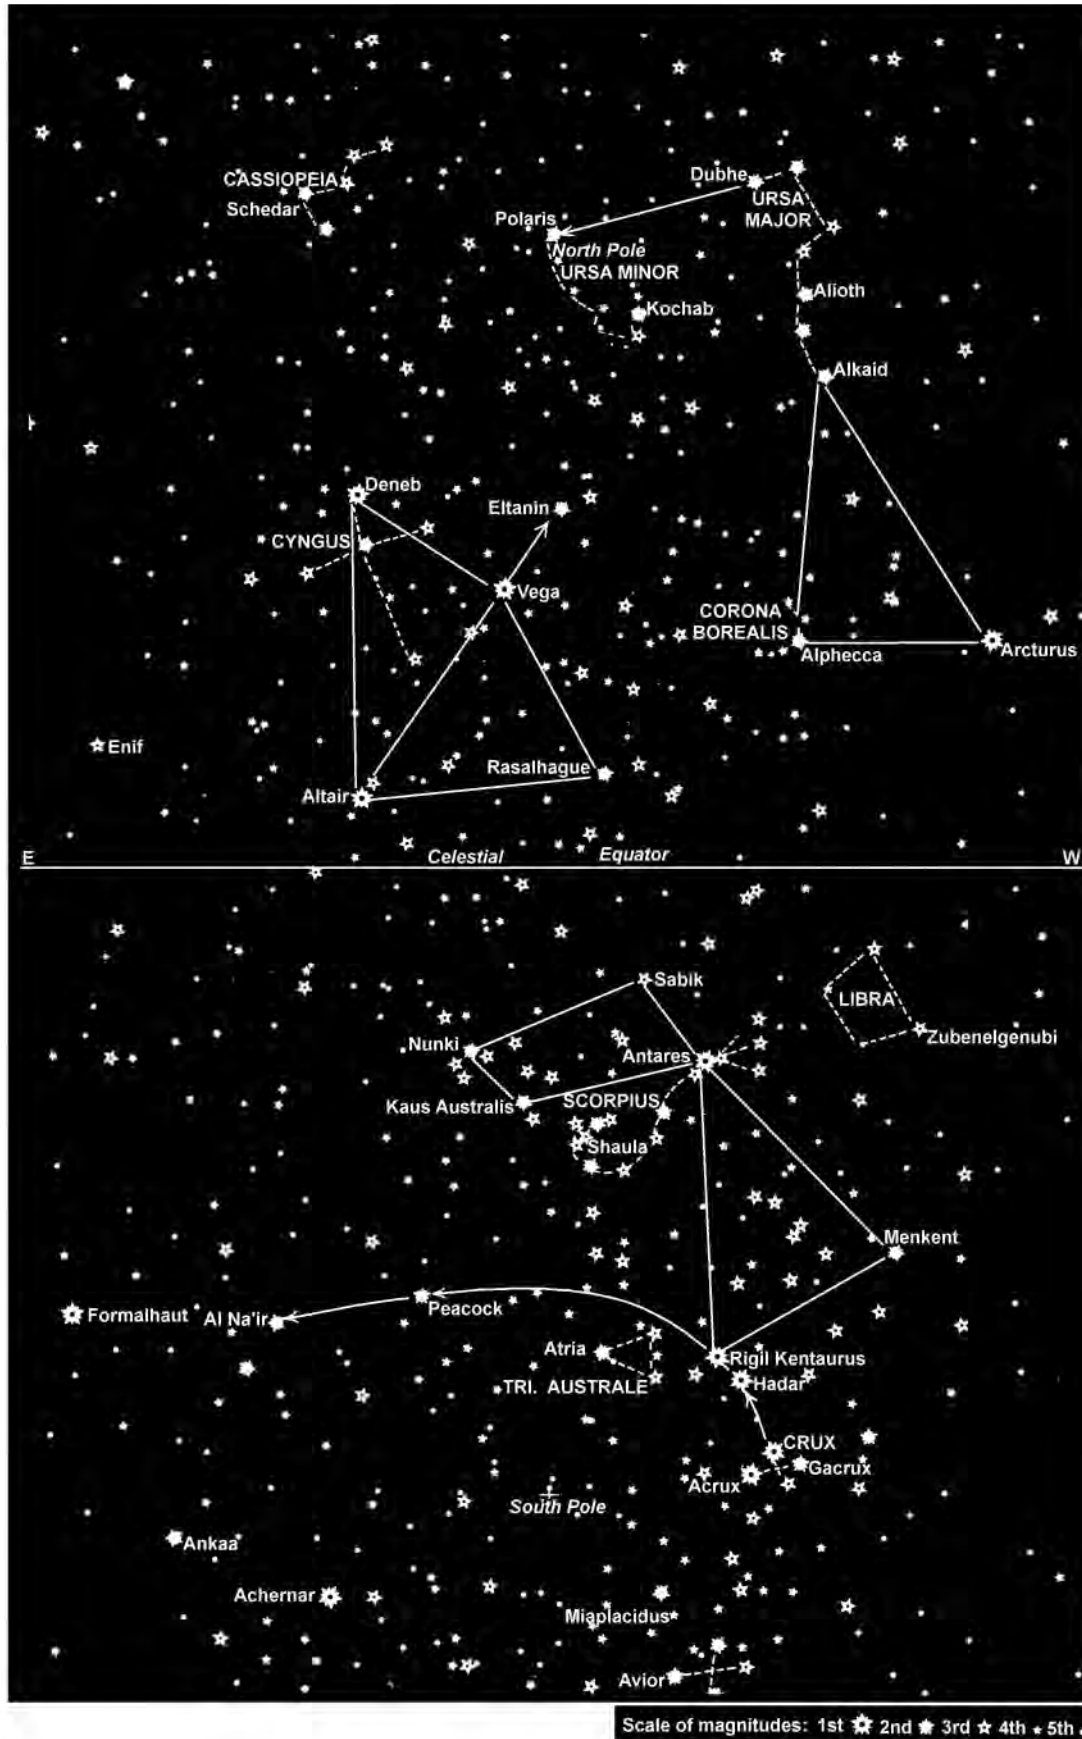 CASSIOPEIA
Schedar
Dubhe
URSA
MAJOR
Polaris
North Pole
URSA MINOR
Kochab
Alioth
Alkaid
Deneb
Eltanin
CYNGUS
Vega
CORONA
BOREALIS
Alphecca
Arcturus
Enif
Rasalhague
Altair
E
Celestial
Equator
W
Sabik
LIBRA
Zubenelgenubi
Nunki
Antares
Kaus Australis
SCORPIUS
Shaula
Menkent
Formalhaut
Al Na'ir
Peacock
Atria
TRI. AUSTRALE
Rigil Kentaurus
Hadar
CRUX
Gacrux
Acrux
South Pole
Ankaa
Achernar
Miaplacidus
Avior
Scale of magnitudes: 1st 2nd 3rd 4th 5th